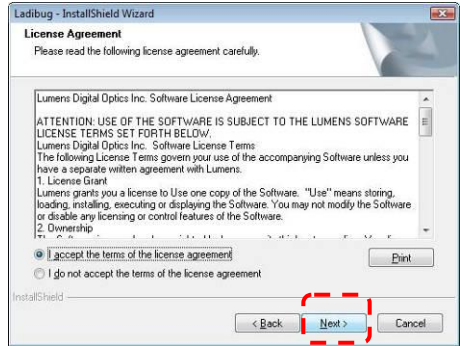 Ladibug - InstallShield Wizard
License Agreement
Please read the following license agreement carefully.
Lumens Digital Optics Inc. Software License Agreement
ATTENTION: USE OF THE SOFTWARE IS SUBJECT TO THE LUMENS SOFTWARE
LICENSE TERMS SET FORTH BELOW.
Lumens Digital Optics Inc. Software License Terms
The following License Terms govern your use of the accompanying Software unless you
have a separate written agreement with Lumens.
1. License Grant
Lumens grants you a license to Use one copy of the Software. "Use" means storing,
loading, installing, executing or displaying the Software. You may not modify the Software
or disable any licensing or control features of the Software.
2. Ownership
I accept the terms of the license agreement
Print
I do not accept the terms of the license agreement
InstallShield
< Back
Next >
Cancel